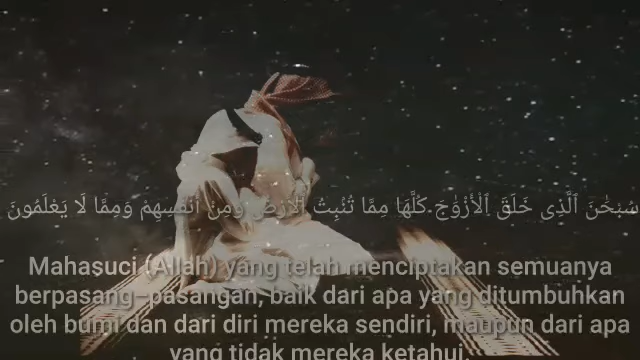 سُبْحَٰنَ ٱلَّذِى خَلَقَ ٱلْأَزْوَٰجَ كُلَّهَا مِمَّا تُنۢبِتُ ٱلْأَرْضُ وَمِنْ أَنفُسِهِمْ وَمِمَّا لَا يَعْلَمُونَ
Mahasuci (Allah) yang telah menciptakan semuanya
berpasang-pasangan, baik dari apa yang ditumbuhkan
oleh bumi dan dari diri mereka sendiri, maupun dari apa
yang tidak mereka ketahui.